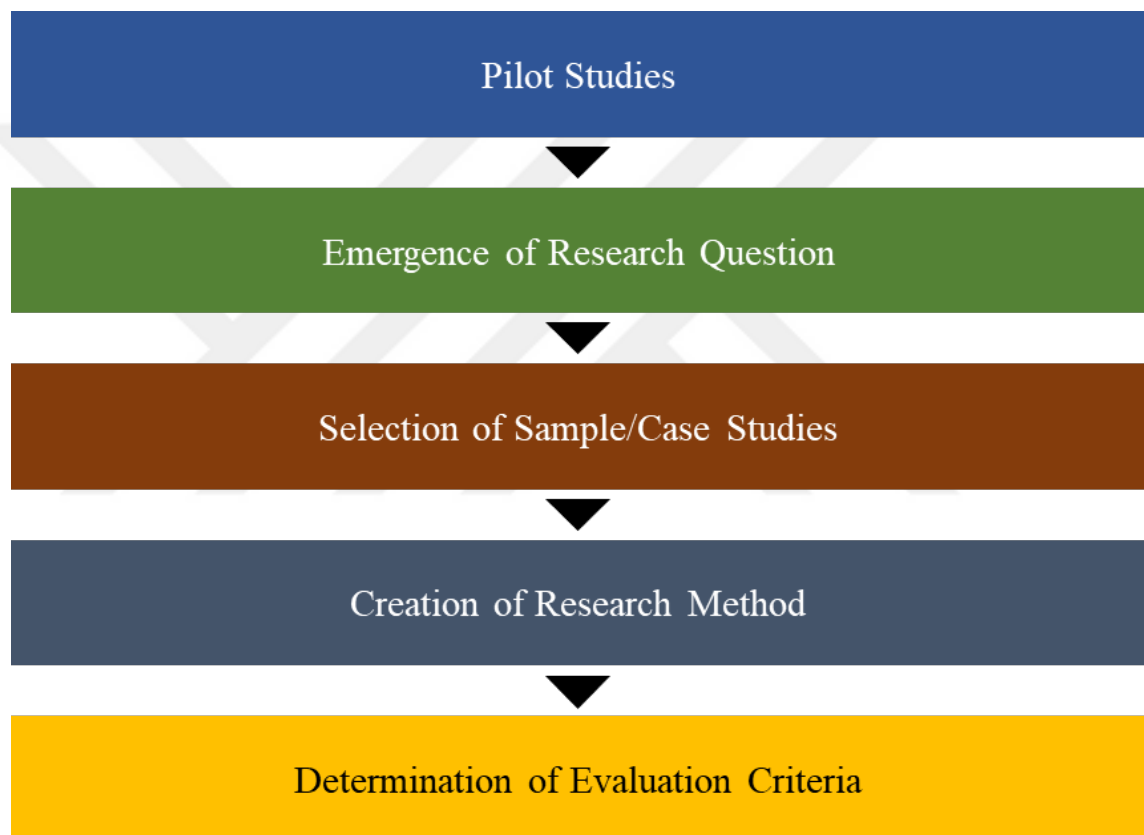 Pilot Studies
Emergence of Research Question
Selection of Sample/Case Studies
Creation of Research Method
Determination of Evaluation Criteria